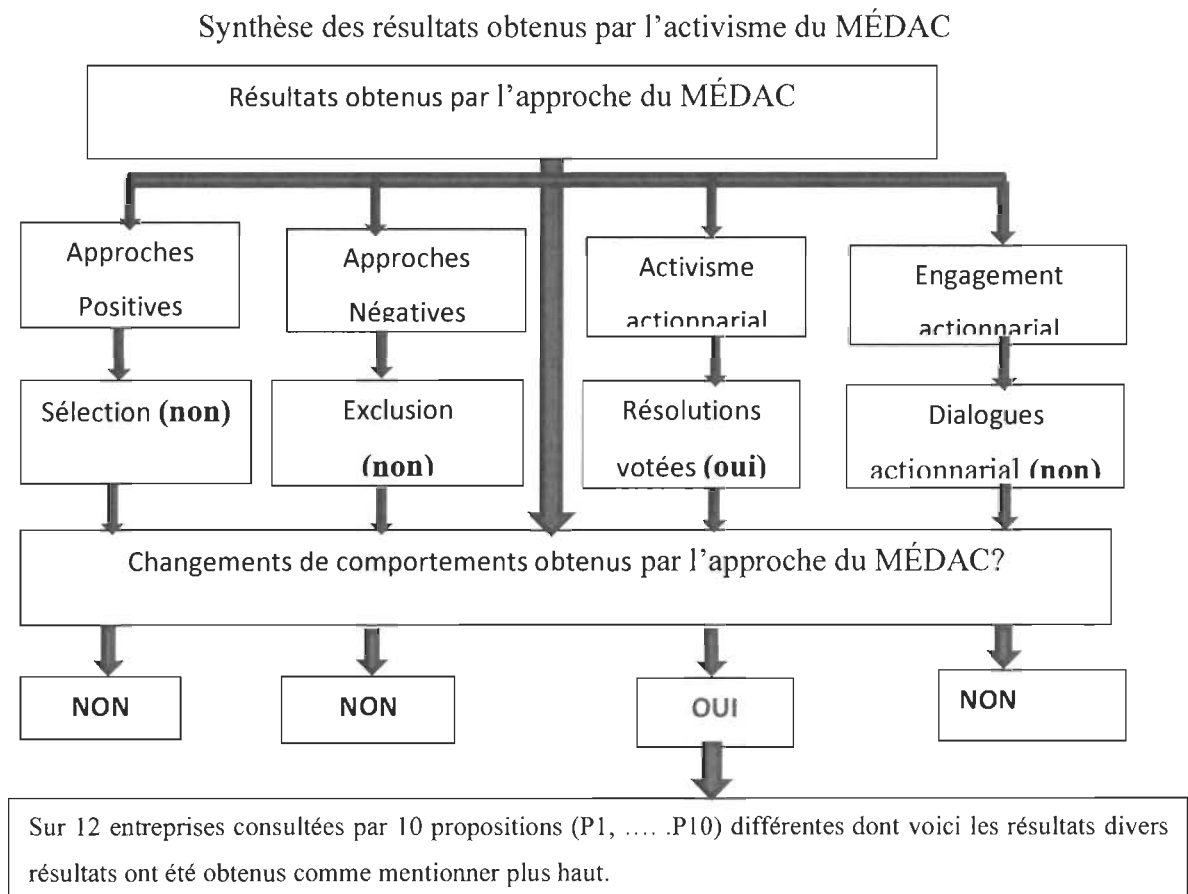 Synthèse des résultats obtenus par l'activisme du MÉDAC
Résultats obtenus par l'approche du MÉDAC
Approches
Positives
Approches
Négatives
Activisme
actionnarial
Engagement
actionnarial
Sélection (non)
Exclusion
(non)
Résolutions
votées (oui)
Dialogues
actionnarial (non)
Changements de comportements obtenus par l'approche du MÉDAC?
NON
NON
OUI
NON
Sur 12 entreprises consultées par 10 propositions (P1, .... .P10) différentes dont voici les résultats divers
résultats ont été obtenus comme mentionner plus haut.